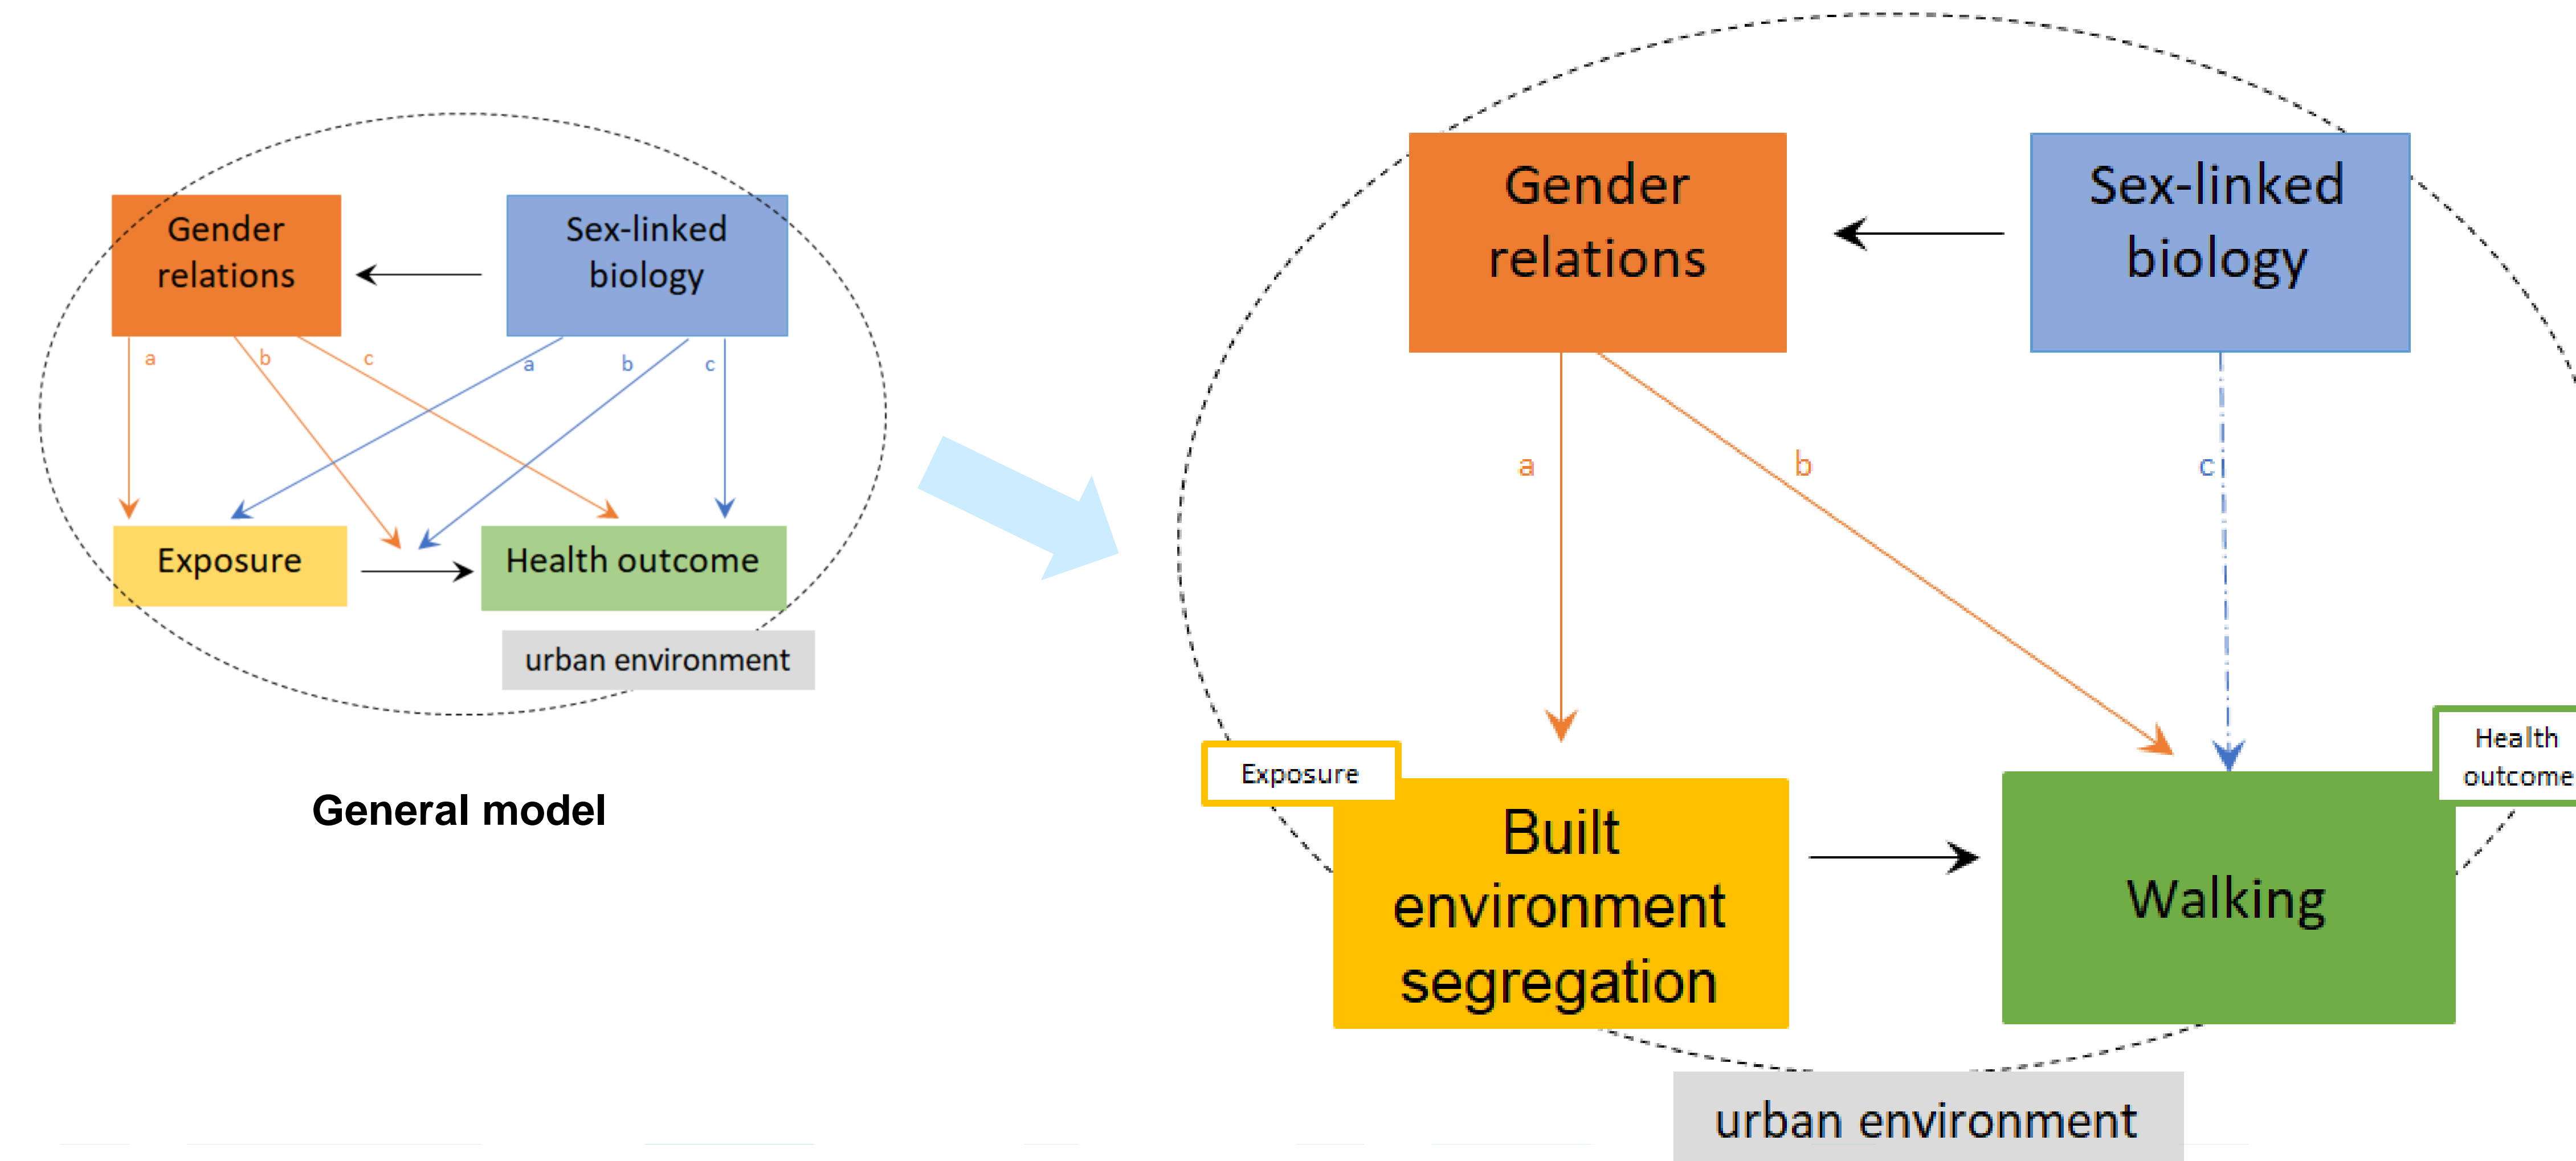 Gender
relations
Sex-linked
biology
a
b
c
a
b
c
Exposure
Health outcome
urban environment
General model
Gender
relations
Sex-linked
biology
a
b
c
Exposure
Health
outcome
Built
environment
segregation
Walking
urban environment